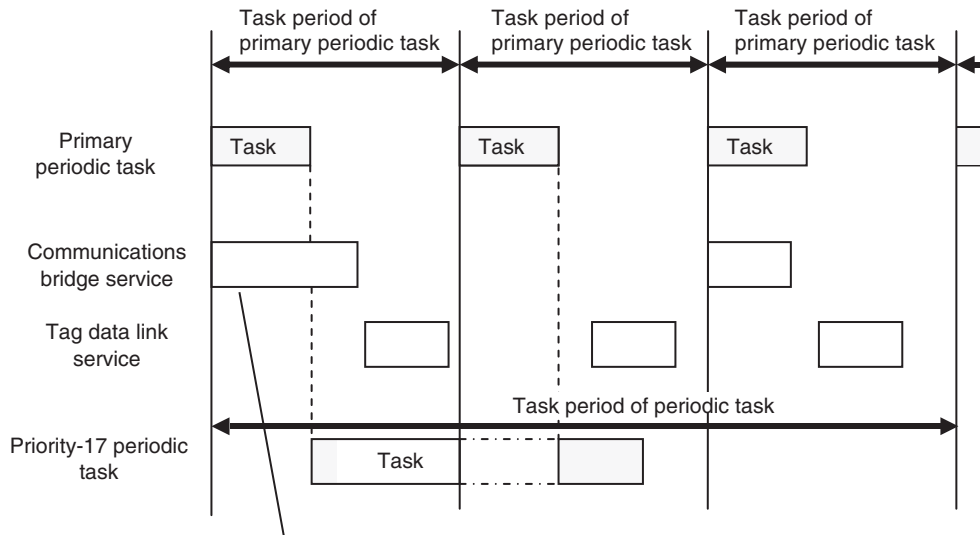 Task period of
primary periodic task
Task period of
primary periodic task
Task period of
primary periodic task
Primary
periodic task
Task
Task
Task
Communications
bridge service
Tag data link
service
Task period of periodic task
Priority-17 periodic
task
Task